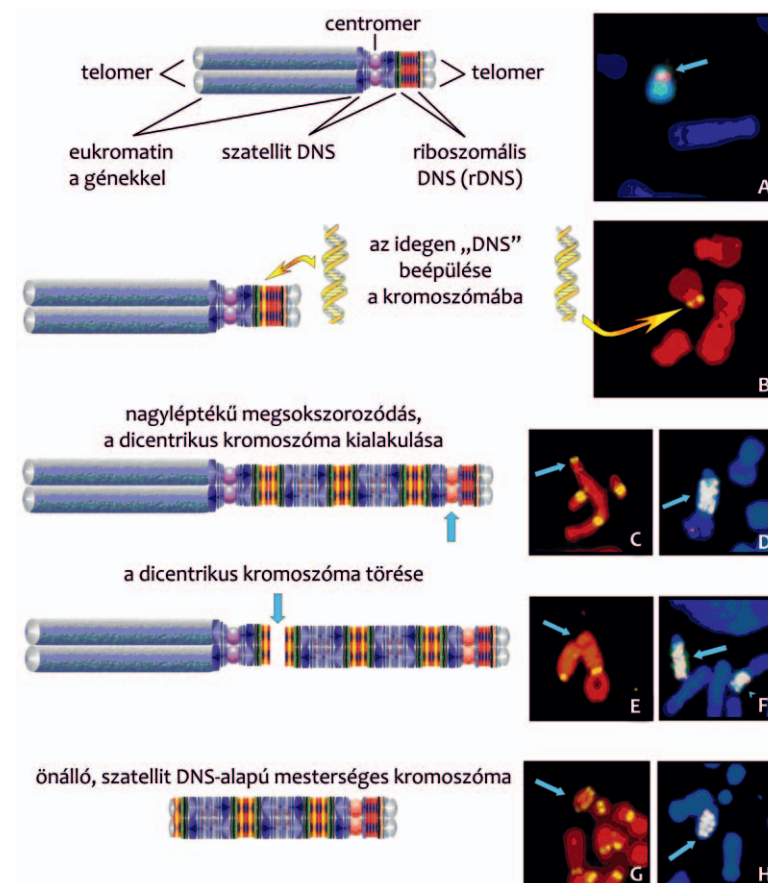 centromer
telomer
telomer
eukromatin
a génekkel
szatellit DNS
riboszomális
DNS (rDNS)
A
az idegen „DNS”
beépülése
a kromoszómába
B
nagyléptékű megsokszorozódás,
a dicentrikus kromoszóma kialakulása
C
D
a dicentrikus kromoszóma törése
E
F
önálló, szatellit DNS-alapú mesterséges kromoszóma
G
H